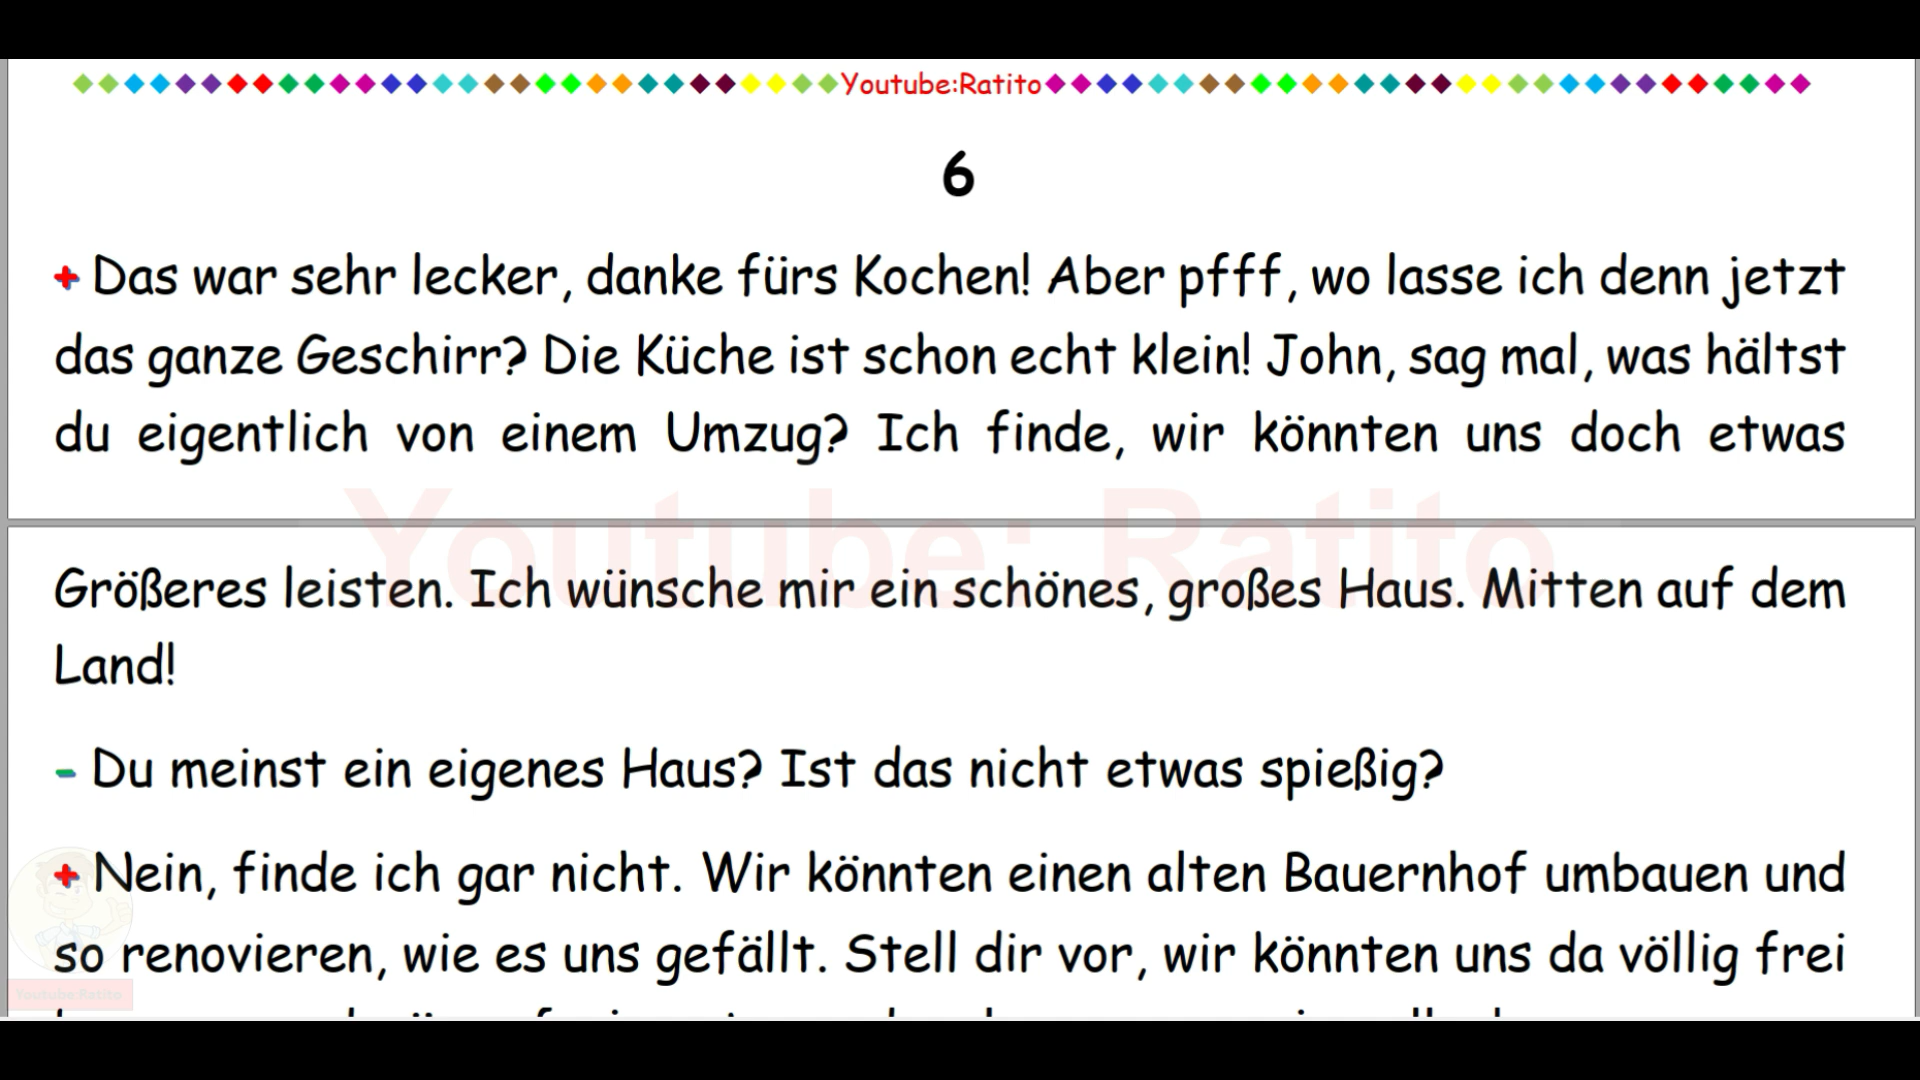 Youtube:Ratito
6
+ Das war sehr lecker, danke fürs Kochen! Aber pfff, wo lasse ich denn jetzt
das ganze Geschirr? Die Küche ist schon echt klein! John, sag mal, was hältst
du eigentlich von einem Umzug? Ich finde, wir könnten uns doch etwas
Youtube: Ratito
Größeres leisten. Ich wünsche mir ein schönes, großes Haus. Mitten auf dem
Land!
- Du meinst ein eigenes Haus? Ist das nicht etwas spießig?
+ Nein, finde ich gar nicht. Wir könnten einen alten Bauernhof umbauen und
so renovieren, wie es uns gefällt. Stell dir vor, wir könnten uns da völlig frei
Youtube:Ratito